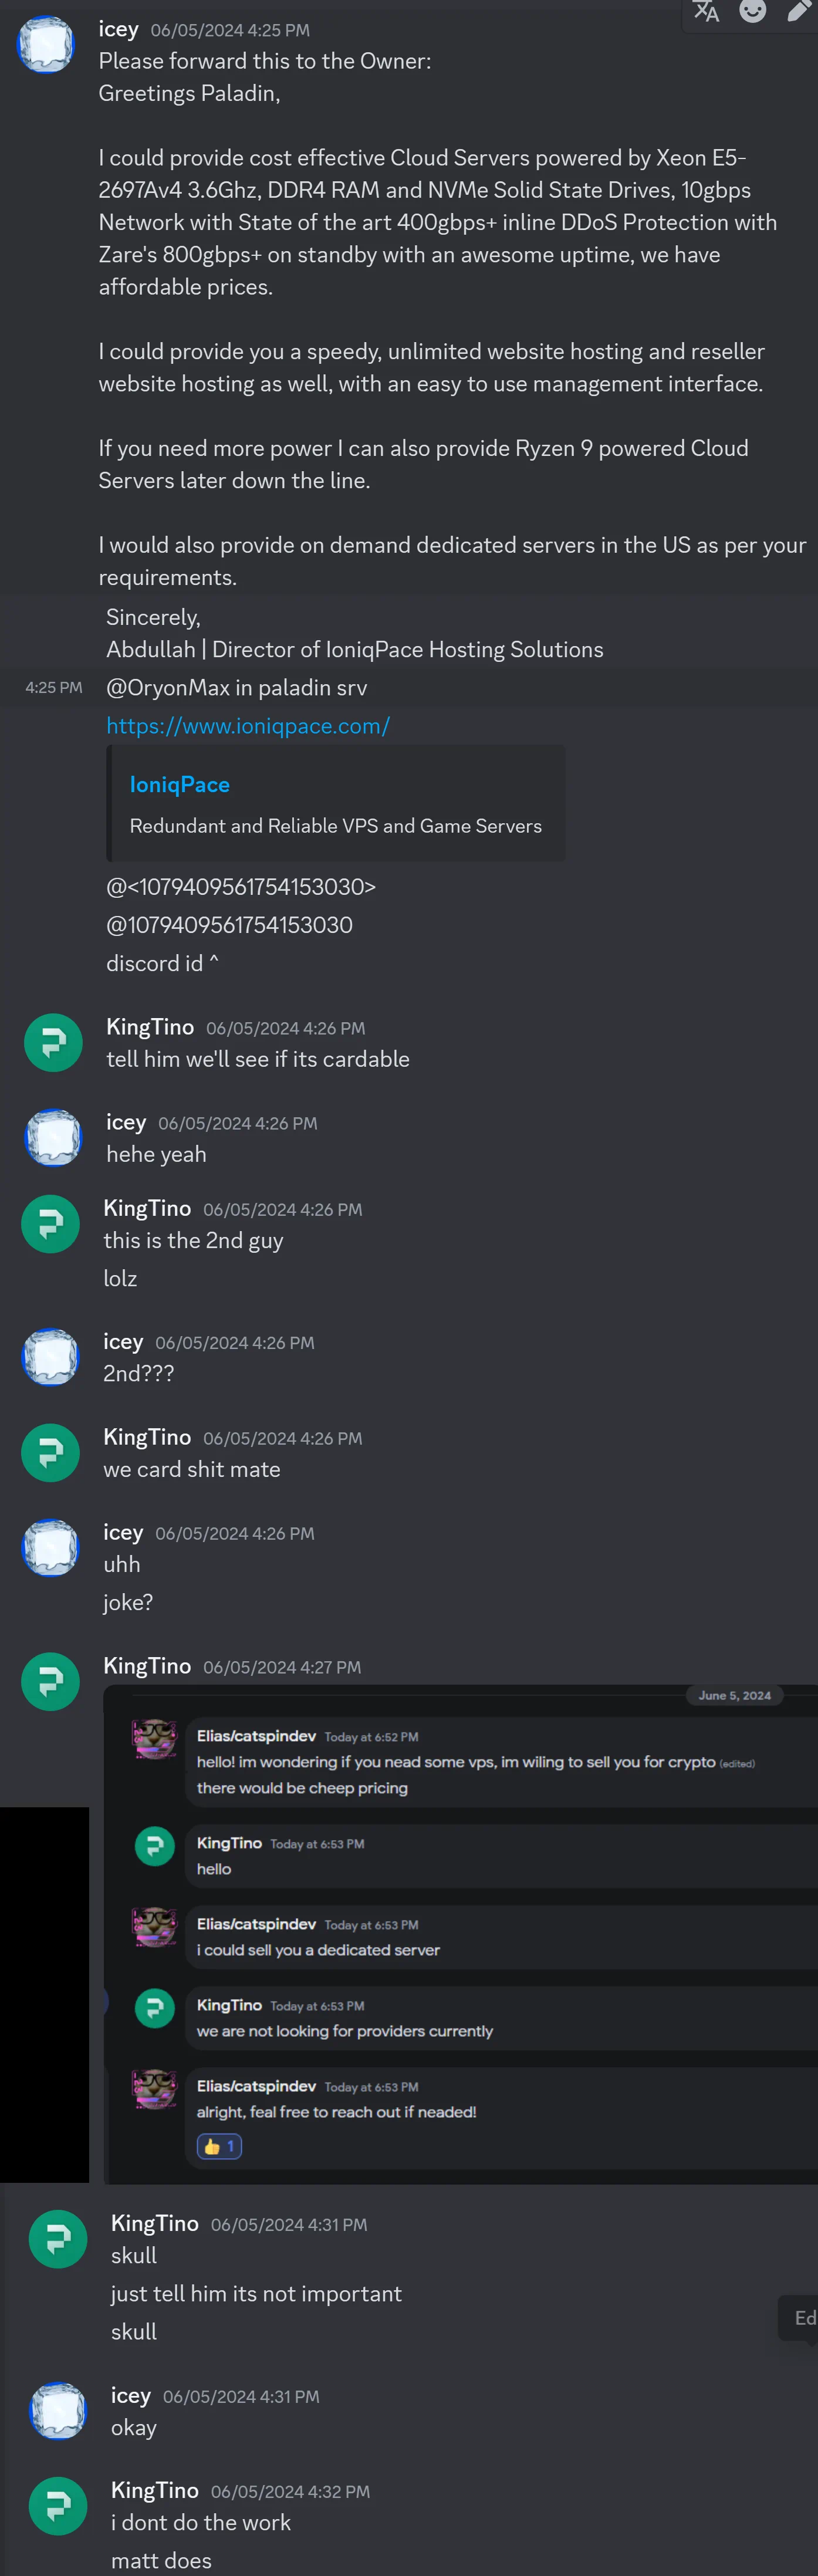 icey 06/05/2024 4:25 PM
Please forward this to the Owner:
Greetings Paladin,
I could provide cost effective Cloud Servers powered by Xeon E5-
2697Av4 3.6Ghz, DDR4 RAM and NVMe Solid State Drives, 10gbps
Network with State of the art 400gbps+ inline DDoS Protection with
Zare's 800gbps+ on standby with an awesome uptime, we have
affordable prices.
I could provide you a speedy, unlimited website hosting and reseller
website hosting as well, with an easy to use management interface.
If you need more power I can also provide Ryzen 9 powered Cloud
Servers later down the line.
I would also provide on demand dedicated servers in the US as per your
requirements.
Sincerely,
Abdullah | Director of IoniqPace Hosting Solutions
4:25 PM @OryonMax in paladin srv
https://www.ioniqpace.com/
IoniqPace
Redundant and Reliable VPS and Game Servers
@<1079409561754153030>
@1079409561754153030
discord id ^
KingTino 06/05/2024 4:26 PM
tell him we'll see if its cardable
icey 06/05/2024 4:26 PM
hehe yeah
KingTino 06/05/2024 4:26 PM
this is the 2nd guy
lolz
icey 06/05/2024 4:26 PM
2nd???
KingTino 06/05/2024 4:26 PM
we card shit mate
icey 06/05/2024 4:26 PM
uhh
joke?
KingTino 06/05/2024 4:27 PM
June 5, 2024
Elias/catspindev Today at 6:52 PM
hello! im wondering if you nead some vps, im wiling to sell you for crypto (edited)
there would be cheep pricing
KingTino Today at 6:53 PM
hello
Elias/catspindev Today at 6:53 PM
i could sell you a dedicated server
KingTino Today at 6:53 PM
we are not looking for providers currently
Elias/catspindev Today at 6:53 PM
alright, feal free to reach out if neaded!
👍 1
KingTino 06/05/2024 4:31 PM
skull
just tell him its not important
skull
Ed
icey 06/05/2024 4:31 PM
okay
KingTino 06/05/2024 4:32 PM
i dont do the work
matt does